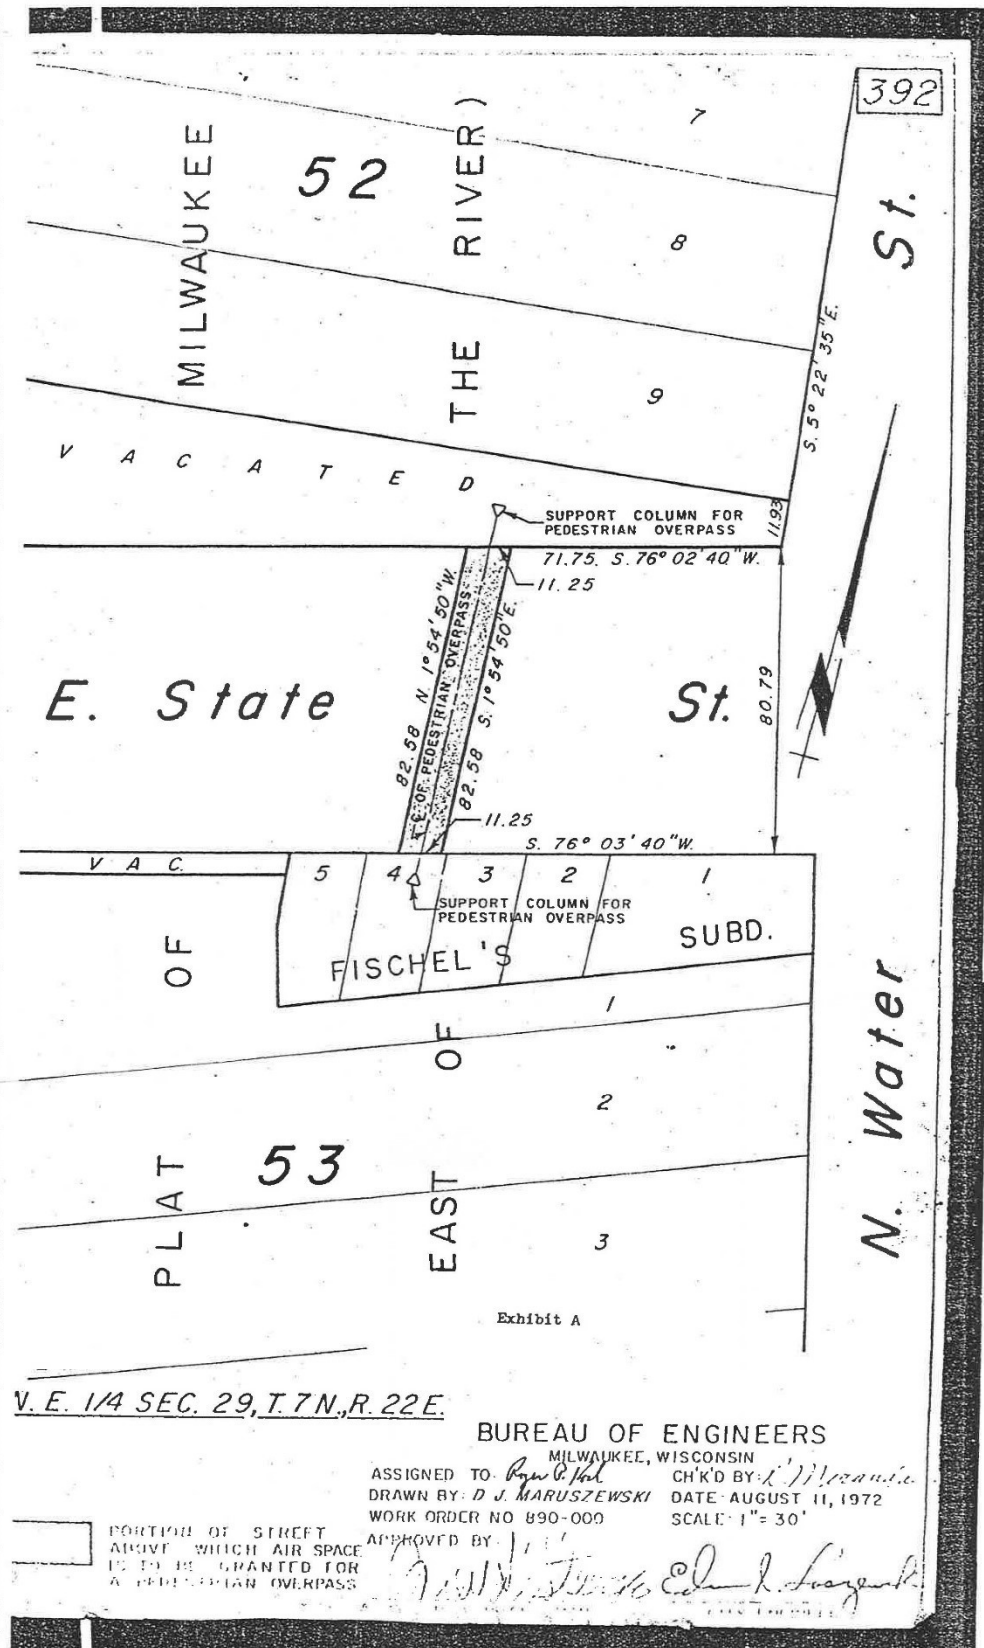 392
MILWAUKEE
52
THE RIVER)
7
8
9
St.
S. 5° 22' 35"E.
VACATED
SUPPORT COLUMN FOR
PEDESTRIAN OVERPASS
11.93
71.75. S. 76° 02' 40"W.
11.25
82.58 N. 1° 54' 50"W.
℄ OF PEDESTRIAN OVERPASS
82.58 S. 1° 54' 50"E.
E. State St.
80.79
11.25
S. 76° 03' 40"W.
VAC.
5 4 3 2 1
SUPPORT COLUMN FOR
PEDESTRIAN OVERPASS
FISCHEL'S SUBD.
PLAT OF
EAST OF
1
2
53
3
N. Water
Exhibit A
N.E. 1/4 SEC. 29, T. 7 N., R. 22 E.
BUREAU OF ENGINEERS
MILWAUKEE, WISCONSIN
ASSIGNED TO
CH'K'D BY:
DRAWN BY: D J. MARUSZEWSKI
DATE: AUGUST 11, 1972
WORK ORDER NO 890-000
SCALE: 1" = 30'
APPROVED BY
PORTION OF STREET
ABOVE WHICH AIR SPACE
IS TO BE GRANTED FOR
A PEDESTRIAN OVERPASS